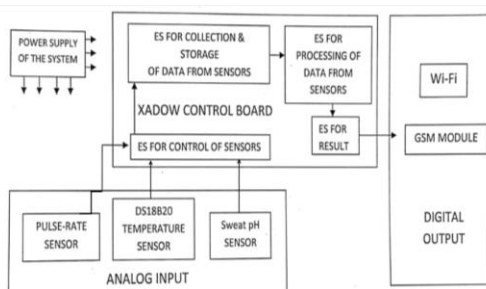 POWER SUPPLY
OF THE SYSTEM
ES FOR COLLECTION &
STORAGE
OF DATA FROM SENSORS
ES FOR
PROCESSING OF
DATA FROM
SENSORS
XADOW CONTROL BOARD
ES FOR CONTROL OF SENSORS
ES FOR
RESULT
Wi-Fi
GSM MODULE
DIGITAL
OUTPUT
PULSE-RATE
SENSOR
DS18B20
TEMPERATURE
SENSOR
Sweat pH
SENSOR
ANALOG INPUT